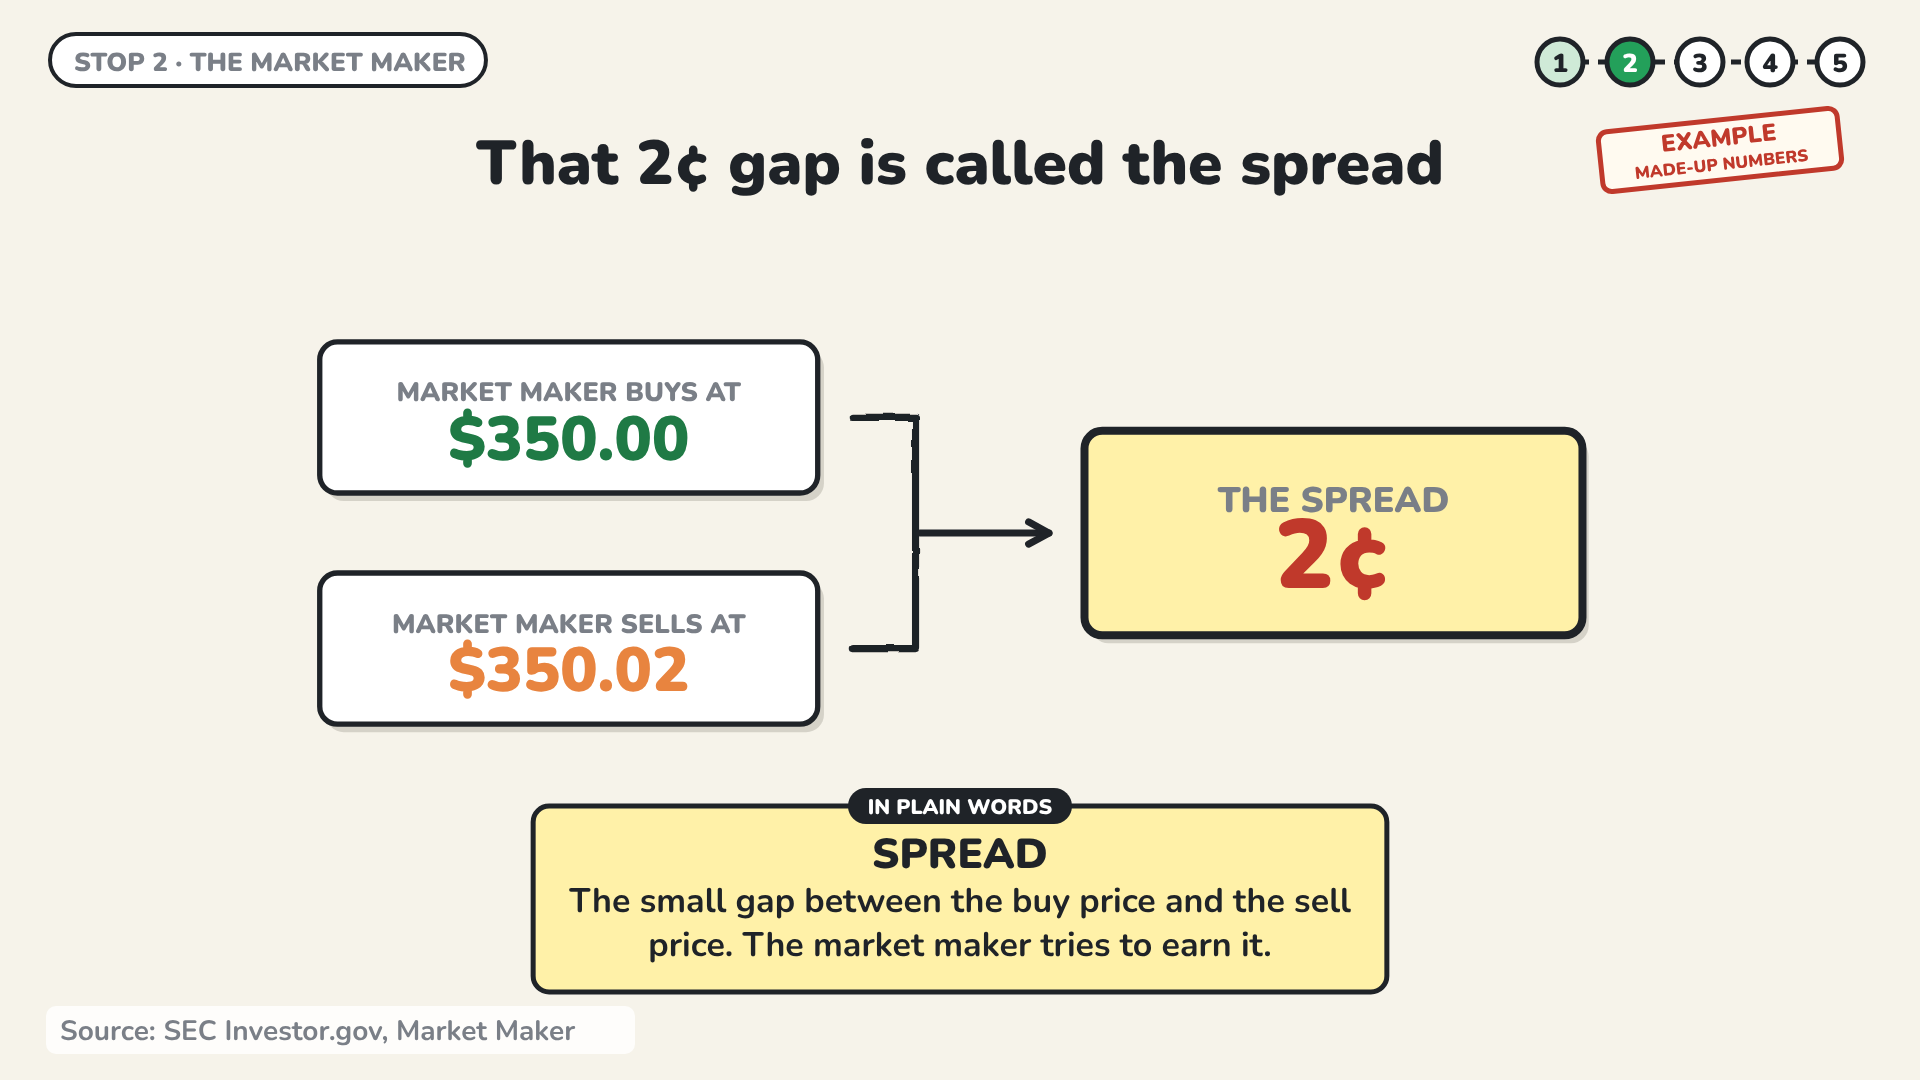 STOP 2 · THE MARKET MAKER
1 2 3 4 5
EXAMPLE
MADE-UP NUMBERS
That 2¢ gap is called the spread
MARKET MAKER BUYS AT
$350.00
MARKET MAKER SELLS AT
$350.02
THE SPREAD
2¢
IN PLAIN WORDS
SPREAD
The small gap between the buy price and the sell
price. The market maker tries to earn it.
Source: SEC Investor.gov, Market Maker